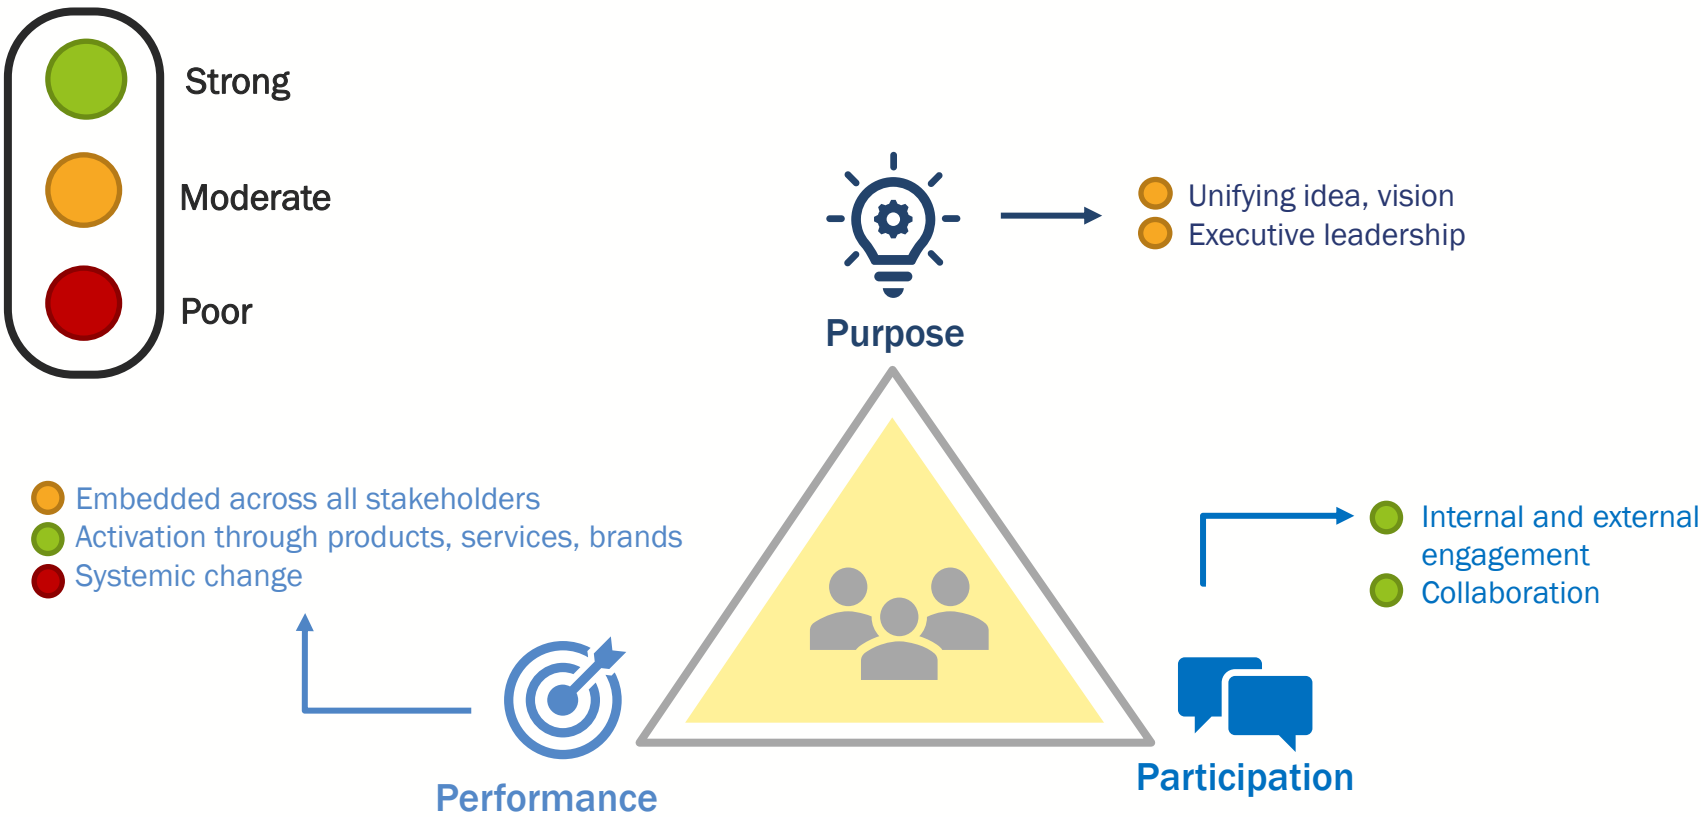 Strong
Moderate
Poor
Unifying idea, vision
Executive leadership
Purpose
Embedded across all stakeholders
Activation through products, services, brands
Systemic change
Internal and external
engagement
Collaboration
Performance
Participation